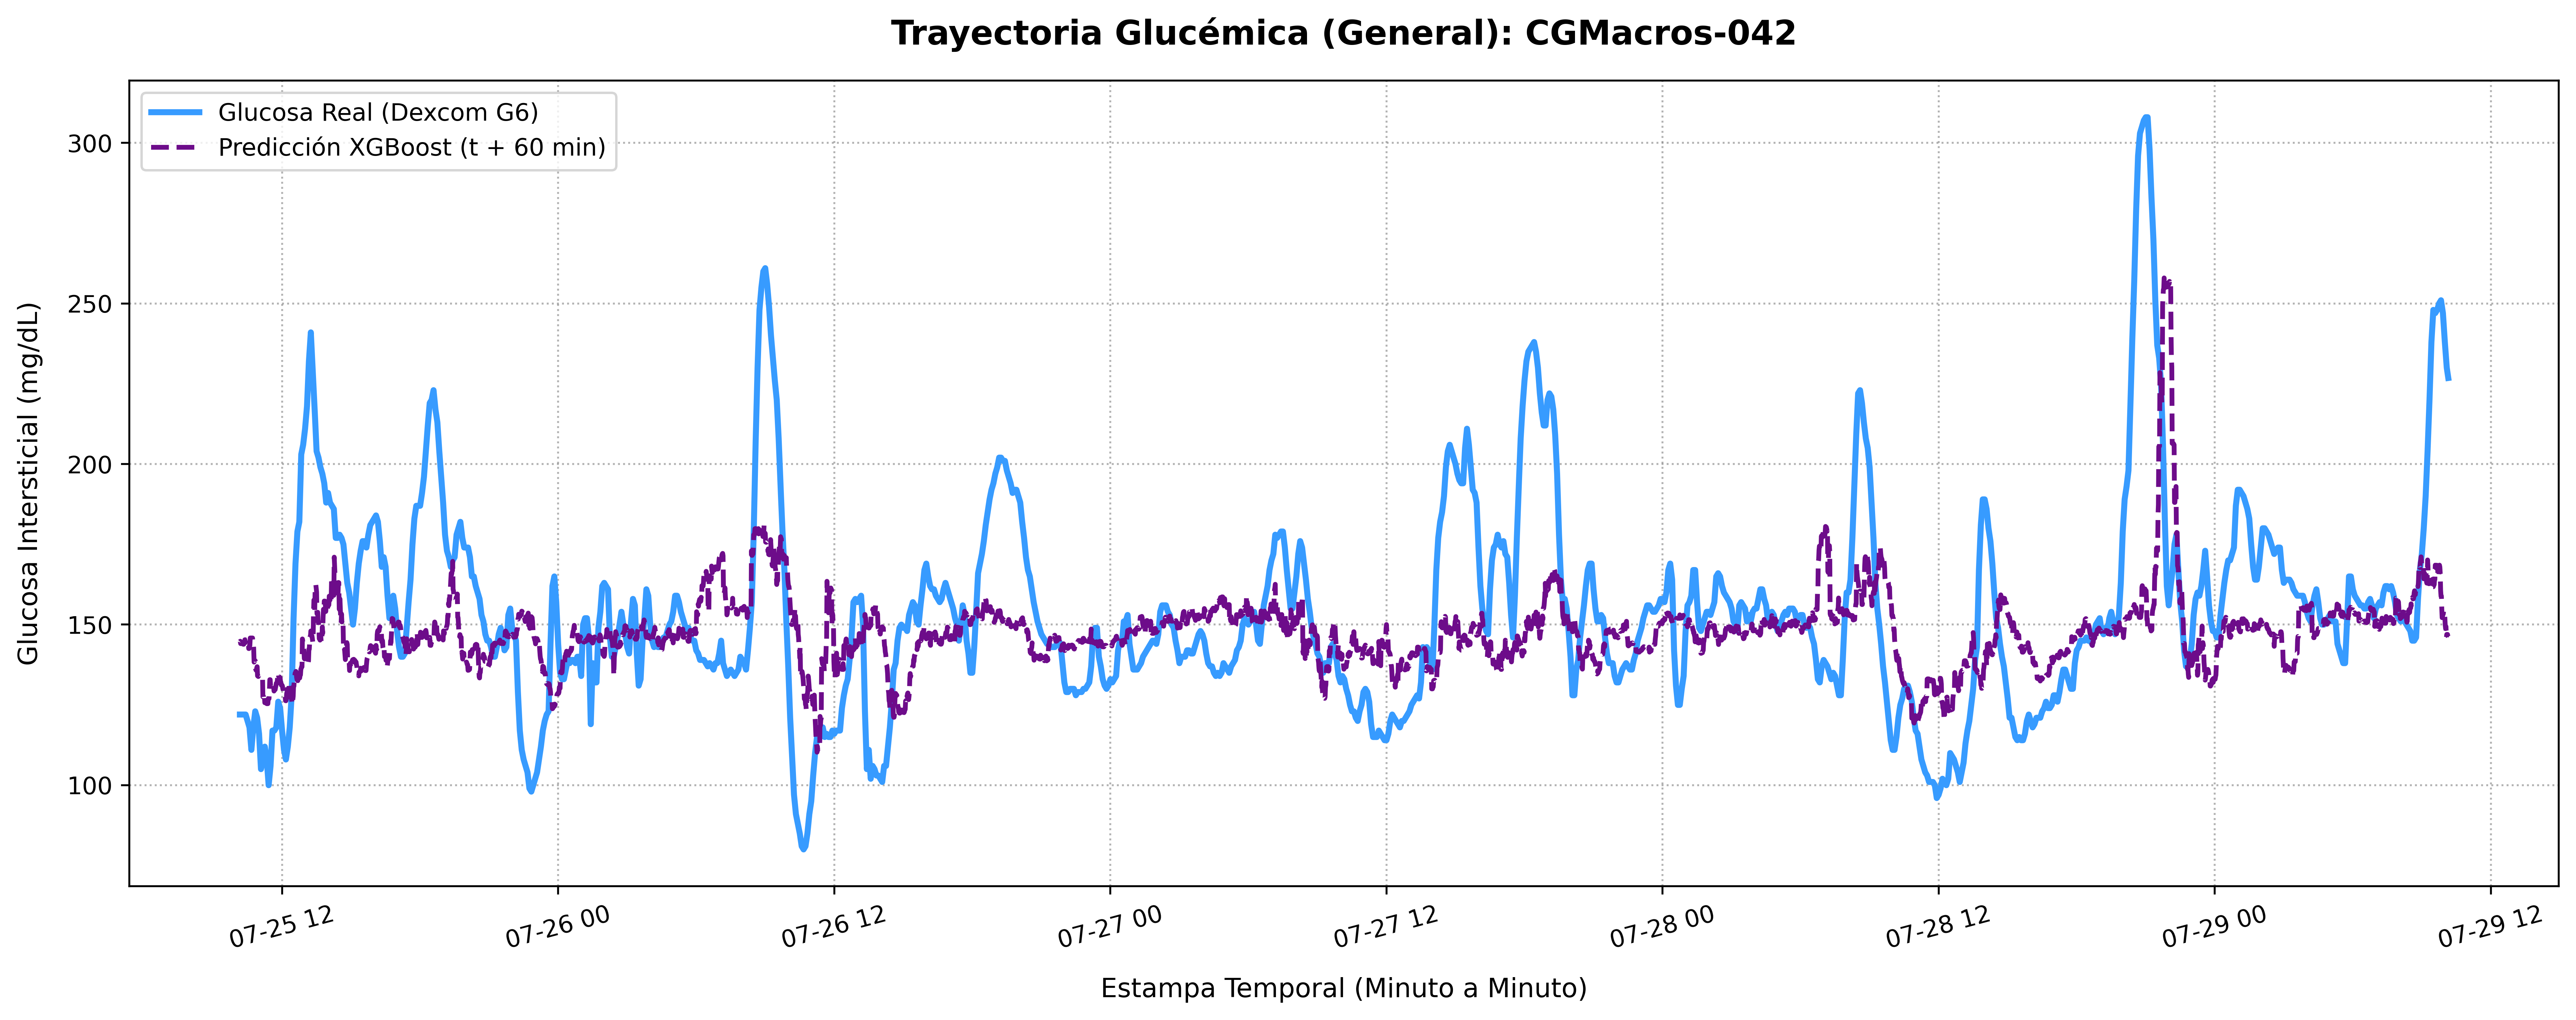 Trayectoria Glucémica (General): CGMacros-042
Glucosa Real (Dexcom G6)
Predicción XGBoost (t + 60 min)
Glucosa Intersticial (mg/dL)
300
250
200
150
100
07-25 12
07-26 00
07-26 12
07-27 00
07-27 12
07-28 00
07-28 12
07-29 00
07-29 12
Estampa Temporal (Minuto a Minuto)